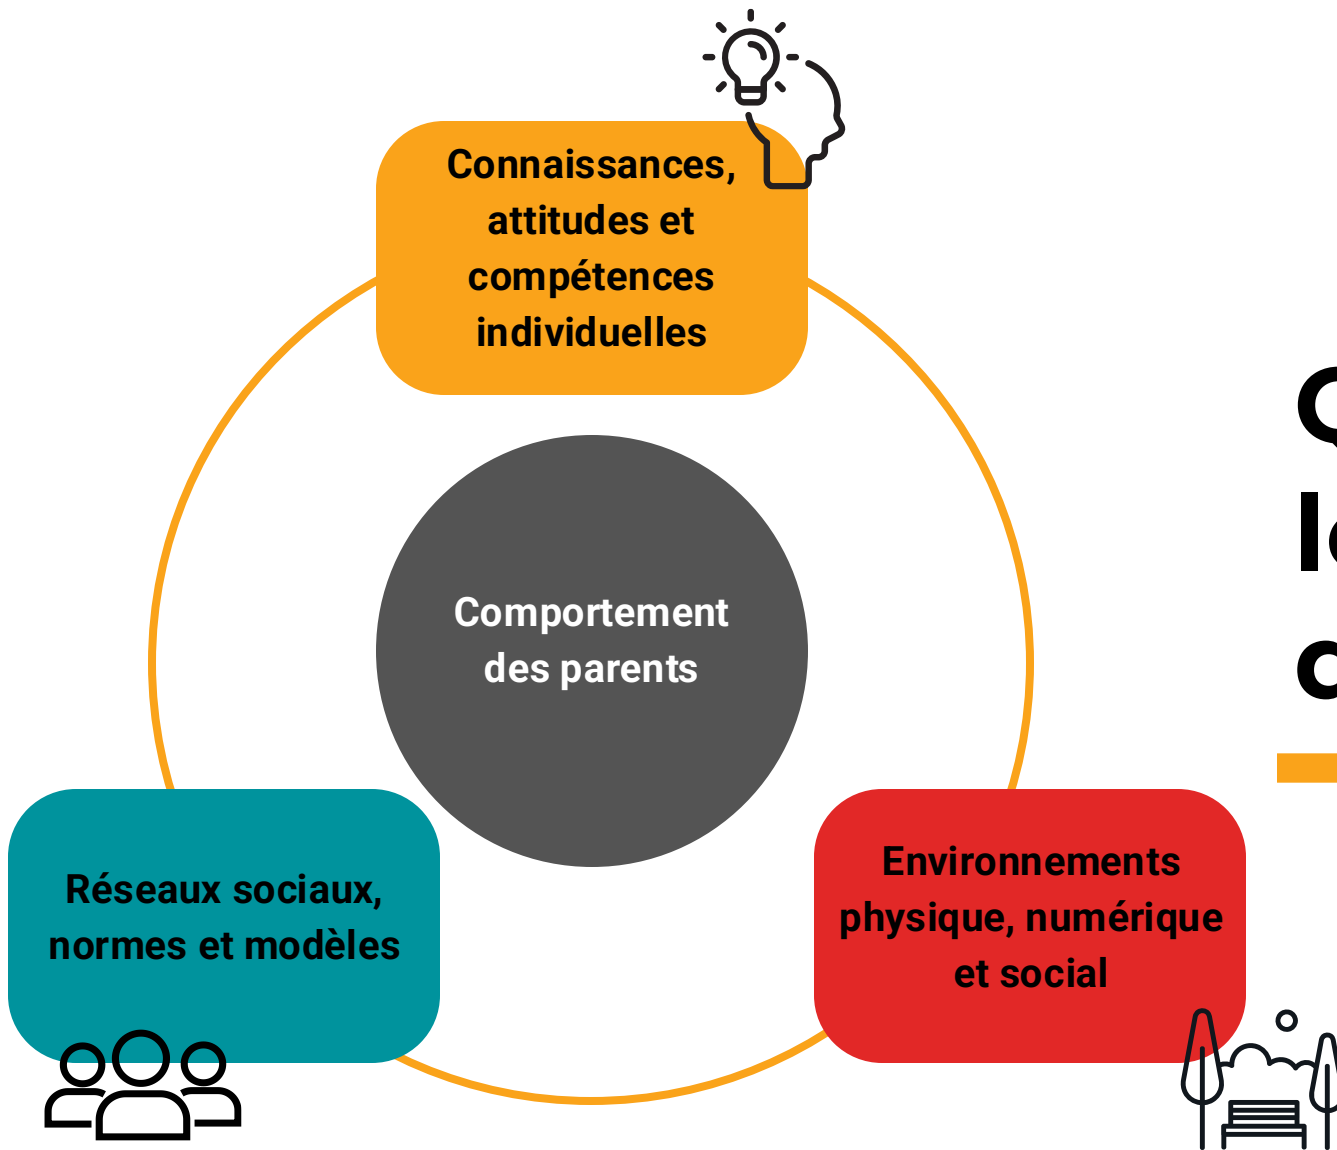 Connaissances,
attitudes et
compétences
individuelles
Comportement
des parents
Réseaux sociaux,
normes et modèles
Environnements
physique, numérique
et social